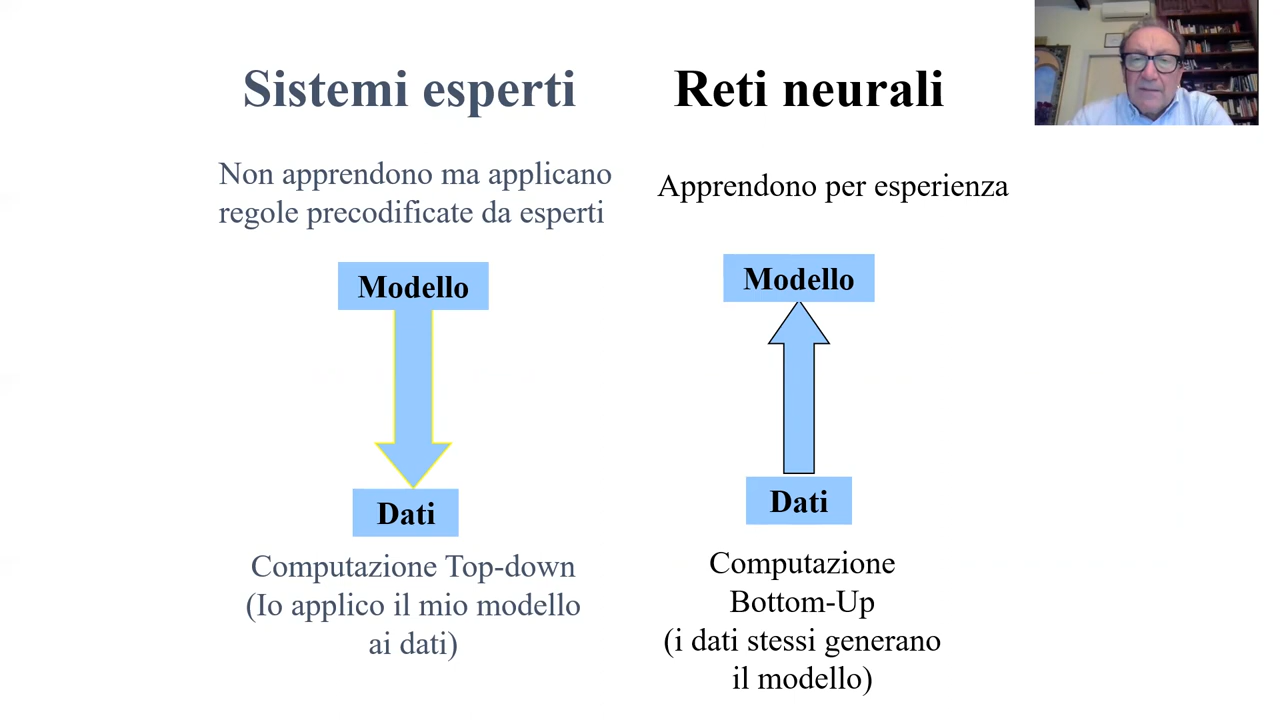 Sistemi esperti
Non apprendono ma applicano
regole precodificate da esperti
Modello
Dati
Computazione Top-down
(Io applico il mio modello
ai dati)
Reti neurali
Apprendono per esperienza
Modello
Dati
Computazione
Bottom-Up
(i dati stessi generano
il modello)